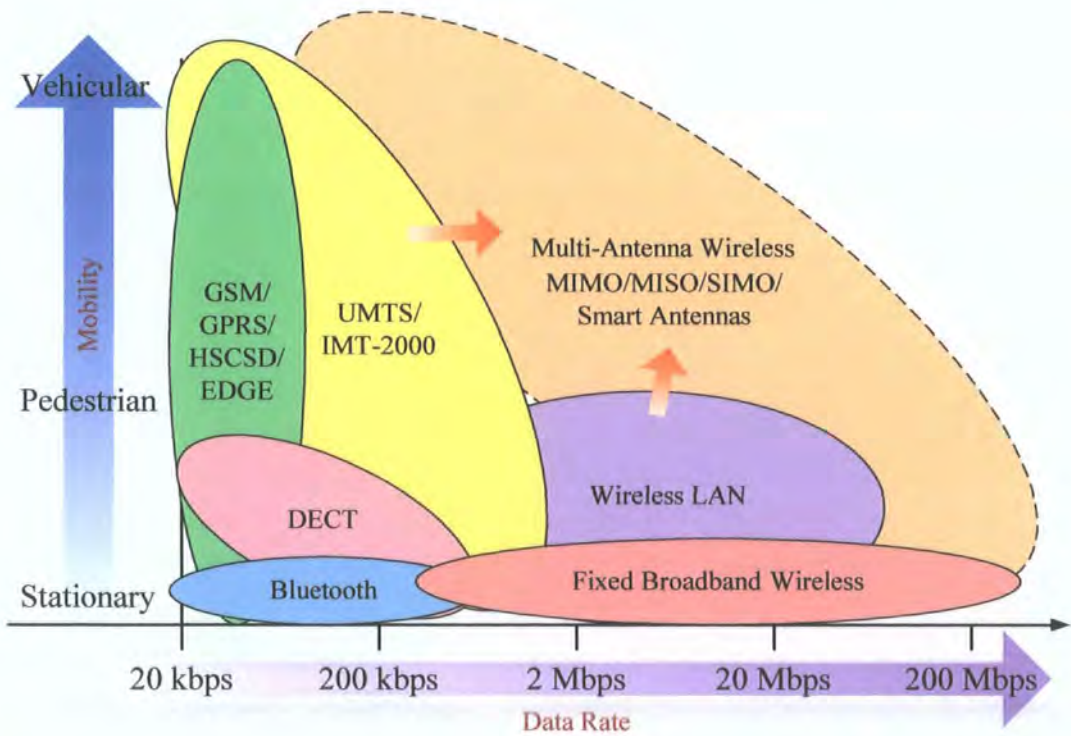 Vehicular
Mobility
Pedestrian
Stationary
GSM/
GPRS/
HSCSD/
EDGE
UMTS/
IMT-2000
Multi-Antenna Wireless
MIMO/MISO/SIMO/
Smart Antennas
DECT
Wireless LAN
Bluetooth
Fixed Broadband Wireless
20 kbps
200 kbps
2 Mbps
20 Mbps
200 Mbps
Data Rate